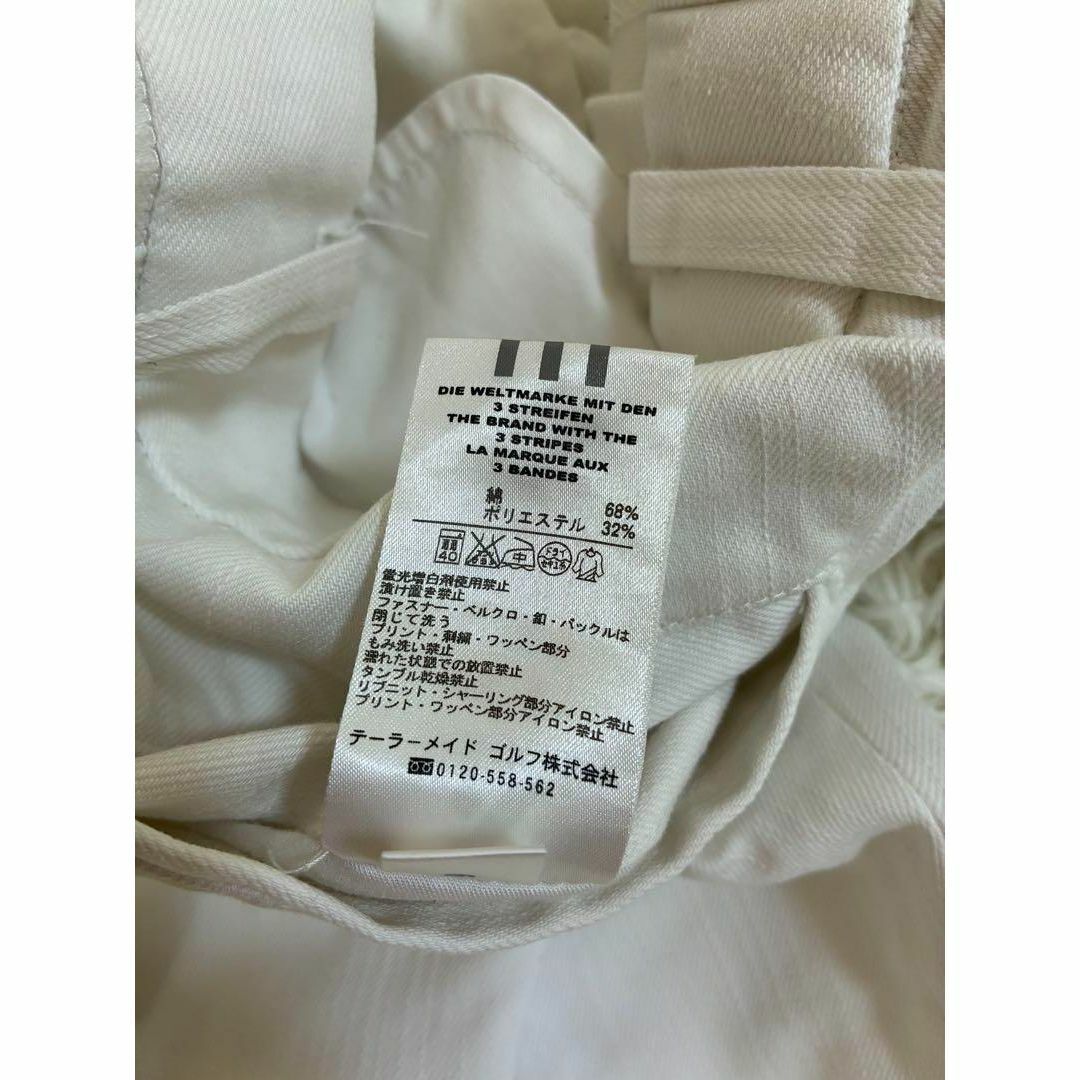 DIE WELTMARKE MIT DEN
3 STREIFEN
THE BRAND WITH THE
3 STRIPES
LA MARQUE AUX
3 BANDES
綿 68%
ポリエステル 32%
40 中 ドライ
蛍光増白剤使用禁止
漬け置き禁止
ファスナー・ベルクロ・釦・バックルは
閉じて洗う
プリント・刺繍・ワッペン部分
もみ洗い禁止
濡れた状態での放置禁止
タンブル乾燥禁止
リブニット・シャーリング部分アイロン禁止
プリント・ワッペン部分アイロン禁止
テーラーメイド ゴルフ株式会社
0120-558-562